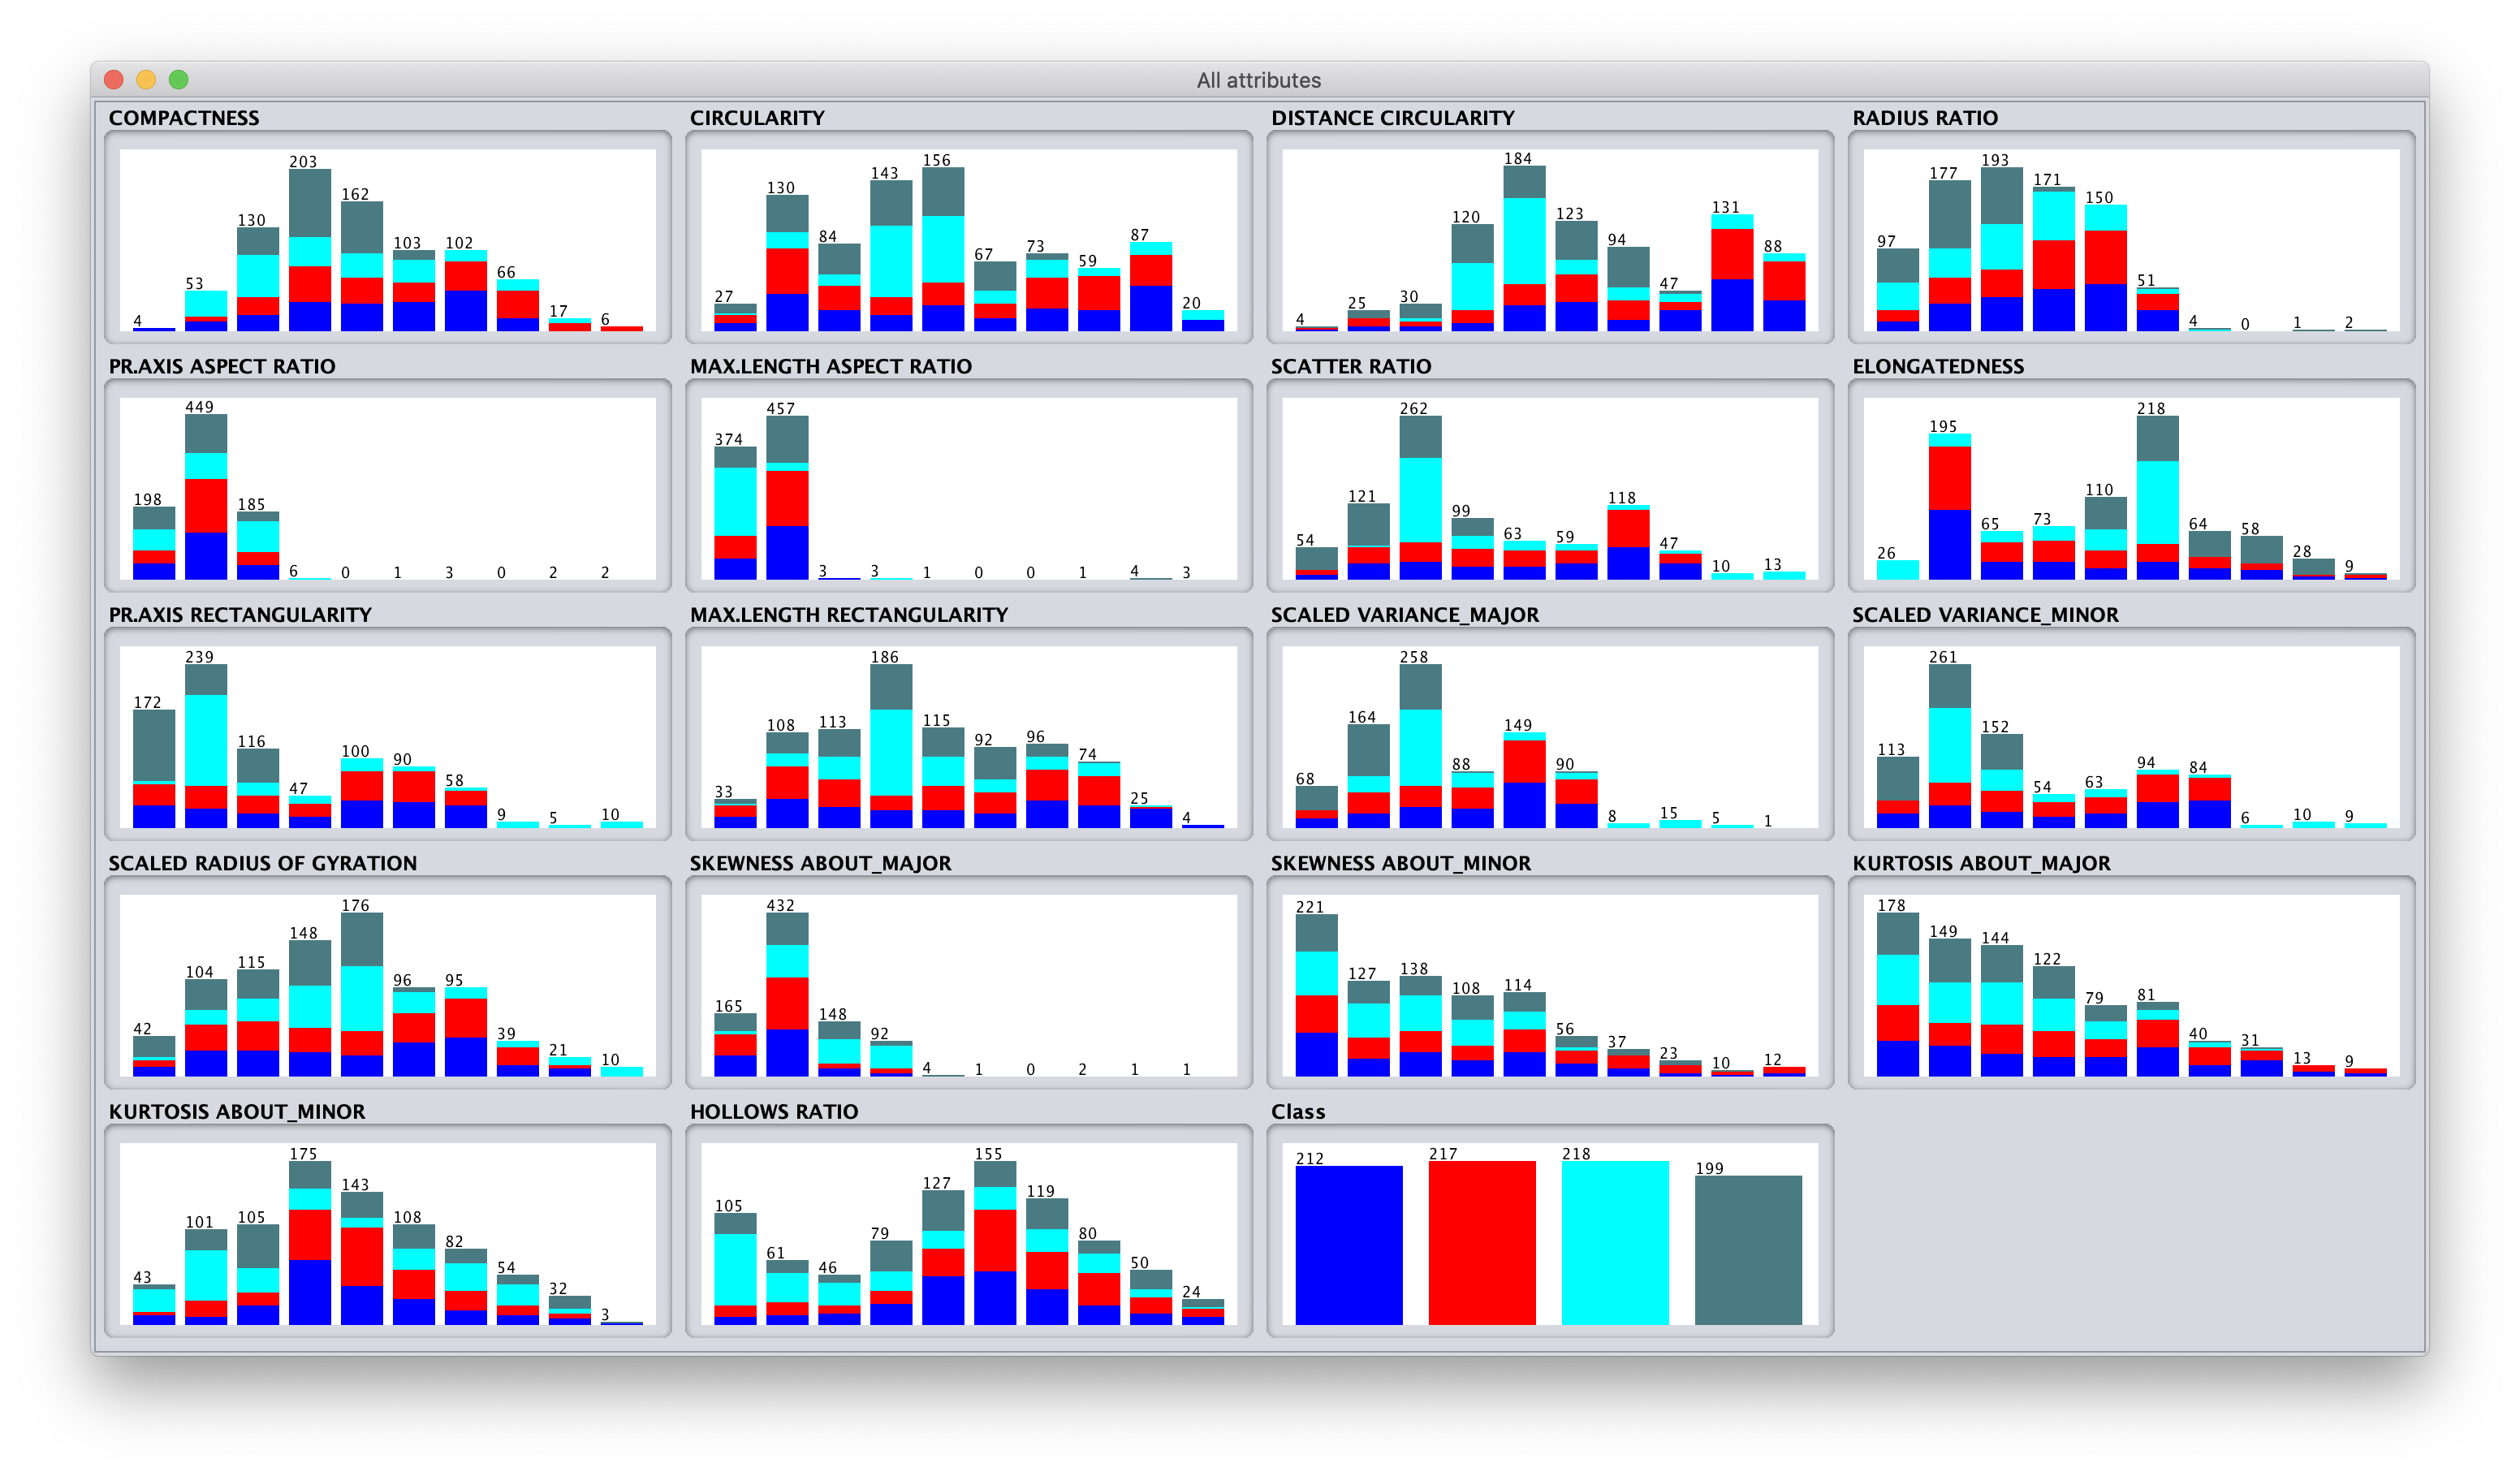 All attributes
COMPACTNESS
4 53 130 203 162 103 102 66 17 6
CIRCULARITY
27 130 84 143 156 67 73 59 87 20
DISTANCE CIRCULARITY
4 25 30 120 184 123 94 47 131 88
RADIUS RATIO
97 177 193 171 150 51 4 0 1 2
PR.AXIS ASPECT RATIO
198 449 185 6 0 1 3 0 2 2
MAX.LENGTH ASPECT RATIO
374 457 3 3 1 0 0 1 4 3
SCATTER RATIO
54 121 262 99 63 59 118 47 10 13
ELONGATEDNESS
26 195 65 73 110 218 64 58 28 9
PR.AXIS RECTANGULARITY
172 239 116 47 100 90 58 9 5 10
MAX.LENGTH RECTANGULARITY
33 108 113 186 115 92 96 74 25 4
SCALED VARIANCE_MAJOR
68 164 258 88 149 90 8 15 5 1
SCALED VARIANCE_MINOR
113 261 152 54 63 94 84 6 10 9
SCALED RADIUS OF GYRATION
42 104 115 148 176 96 95 39 21 10
SKEWNESS ABOUT_MAJOR
165 432 148 92 4 1 0 2 1 1
SKEWNESS ABOUT_MINOR
221 127 138 108 114 56 37 23 10 12
KURTOSIS ABOUT_MAJOR
178 149 144 122 79 81 40 31 13 9
KURTOSIS ABOUT_MINOR
43 101 105 175 143 108 82 54 32 3
HOLLOWS RATIO
105 61 46 79 127 155 119 80 50 24
Class
212 217 218 199